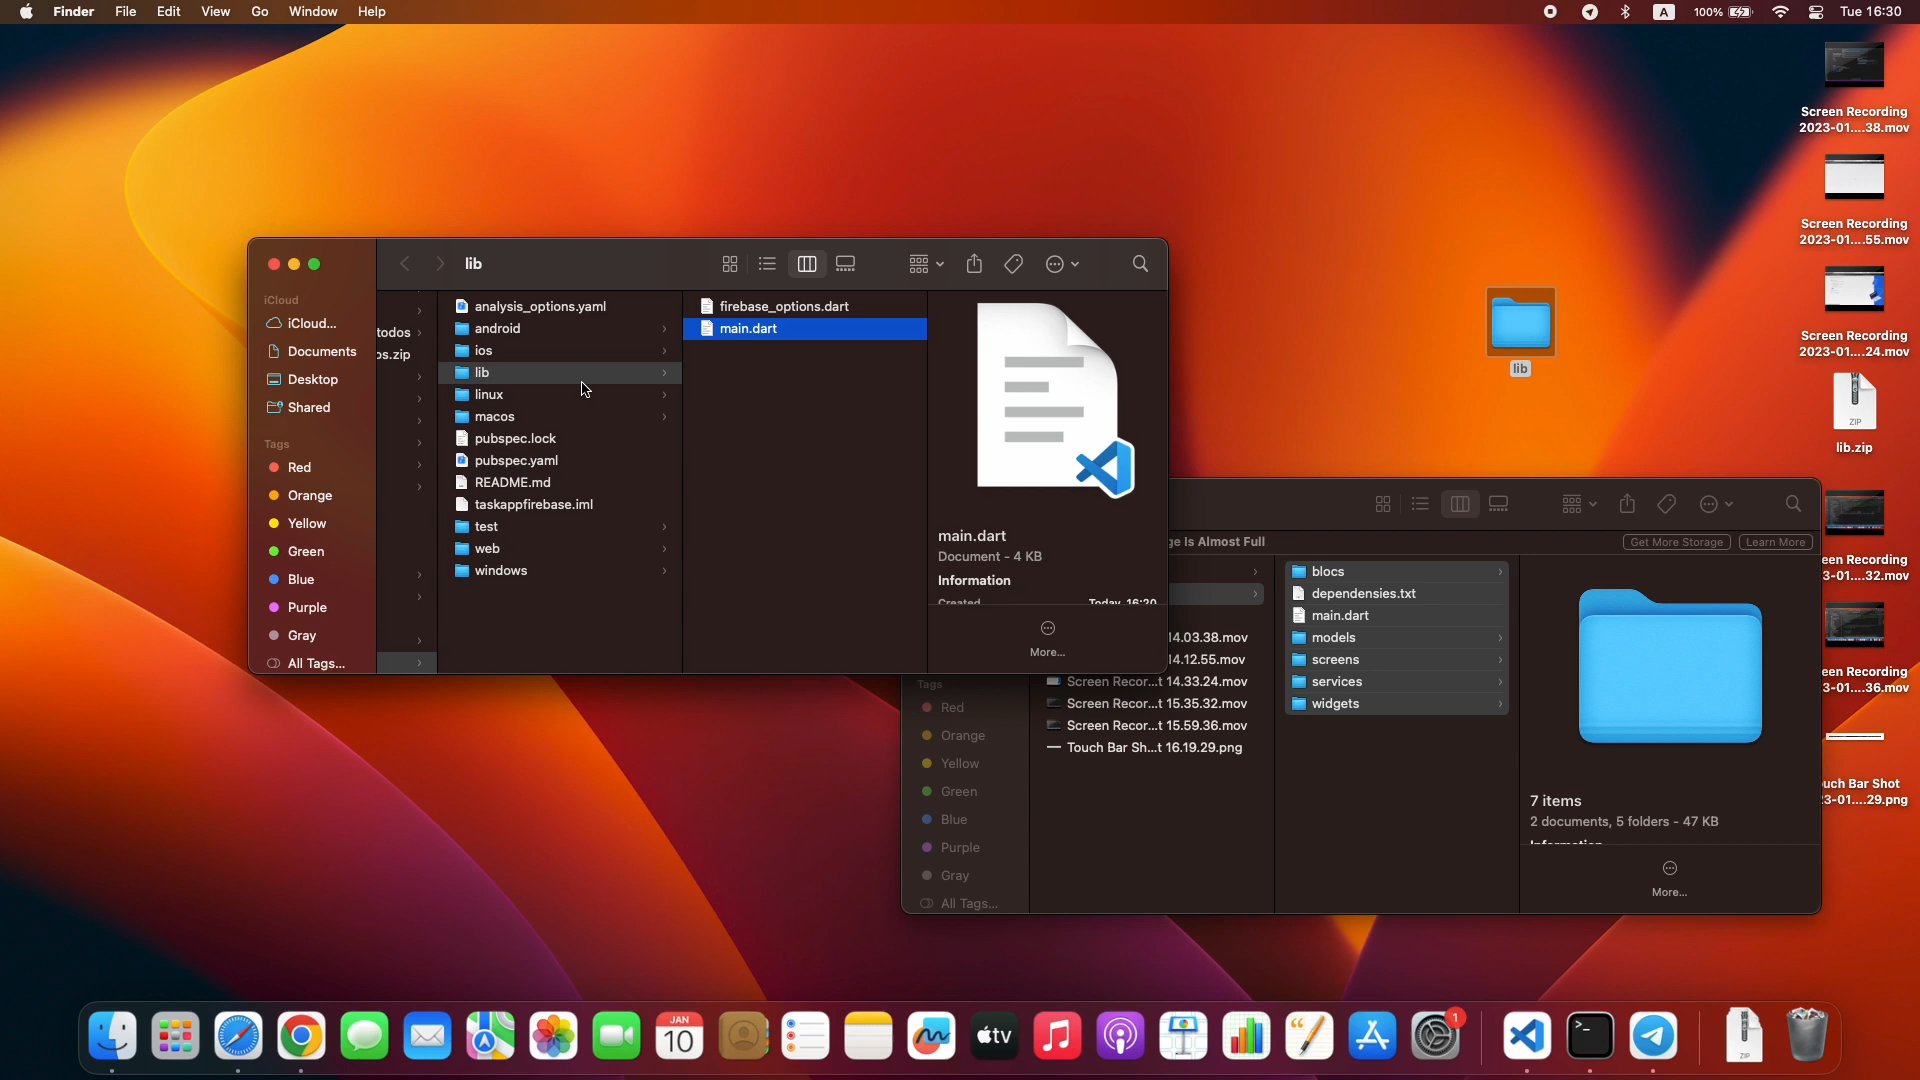 Finder File Edit View Go Window Help
A 100% Tue 16:30
Screen Recording
2023-01....38.mov
Screen Recording
2023-01....55.mov
Screen Recording
2023-01....24.mov
ZIP
lib.zip
een Recording
3-01....32.mov
een Recording
3-01....36.mov
uch Bar Shot
3-01....29.png
lib
lib
iCloud
iCloud...
Documents
Desktop
Shared
Tags
Red
Orange
Yellow
Green
Blue
Purple
Gray
All Tags...
todos
os.zip
analysis_options.yaml
android
ios
lib
linux
macos
pubspec.lock
pubspec.yaml
README.md
taskappfirebase.iml
test
web
windows
firebase_options.dart
main.dart
main.dart
Document - 4 KB
Information
Created Today, 16:20
More...
ge Is Almost Full
Get More Storage Learn More
Tags
Red
Orange
Yellow
Green
Blue
Purple
Gray
All Tags...
14.03.38.mov
14.12.55.mov
Screen Recor...t 14.33.24.mov
Screen Recor...t 15.35.32.mov
Screen Recor...t 15.59.36.mov
Touch Bar Sh...t 16.19.29.png
blocs
dependensies.txt
main.dart
models
screens
services
widgets
7 items
2 documents, 5 folders - 47 KB
Information
More...
JAN
10
tv
1
ZIP